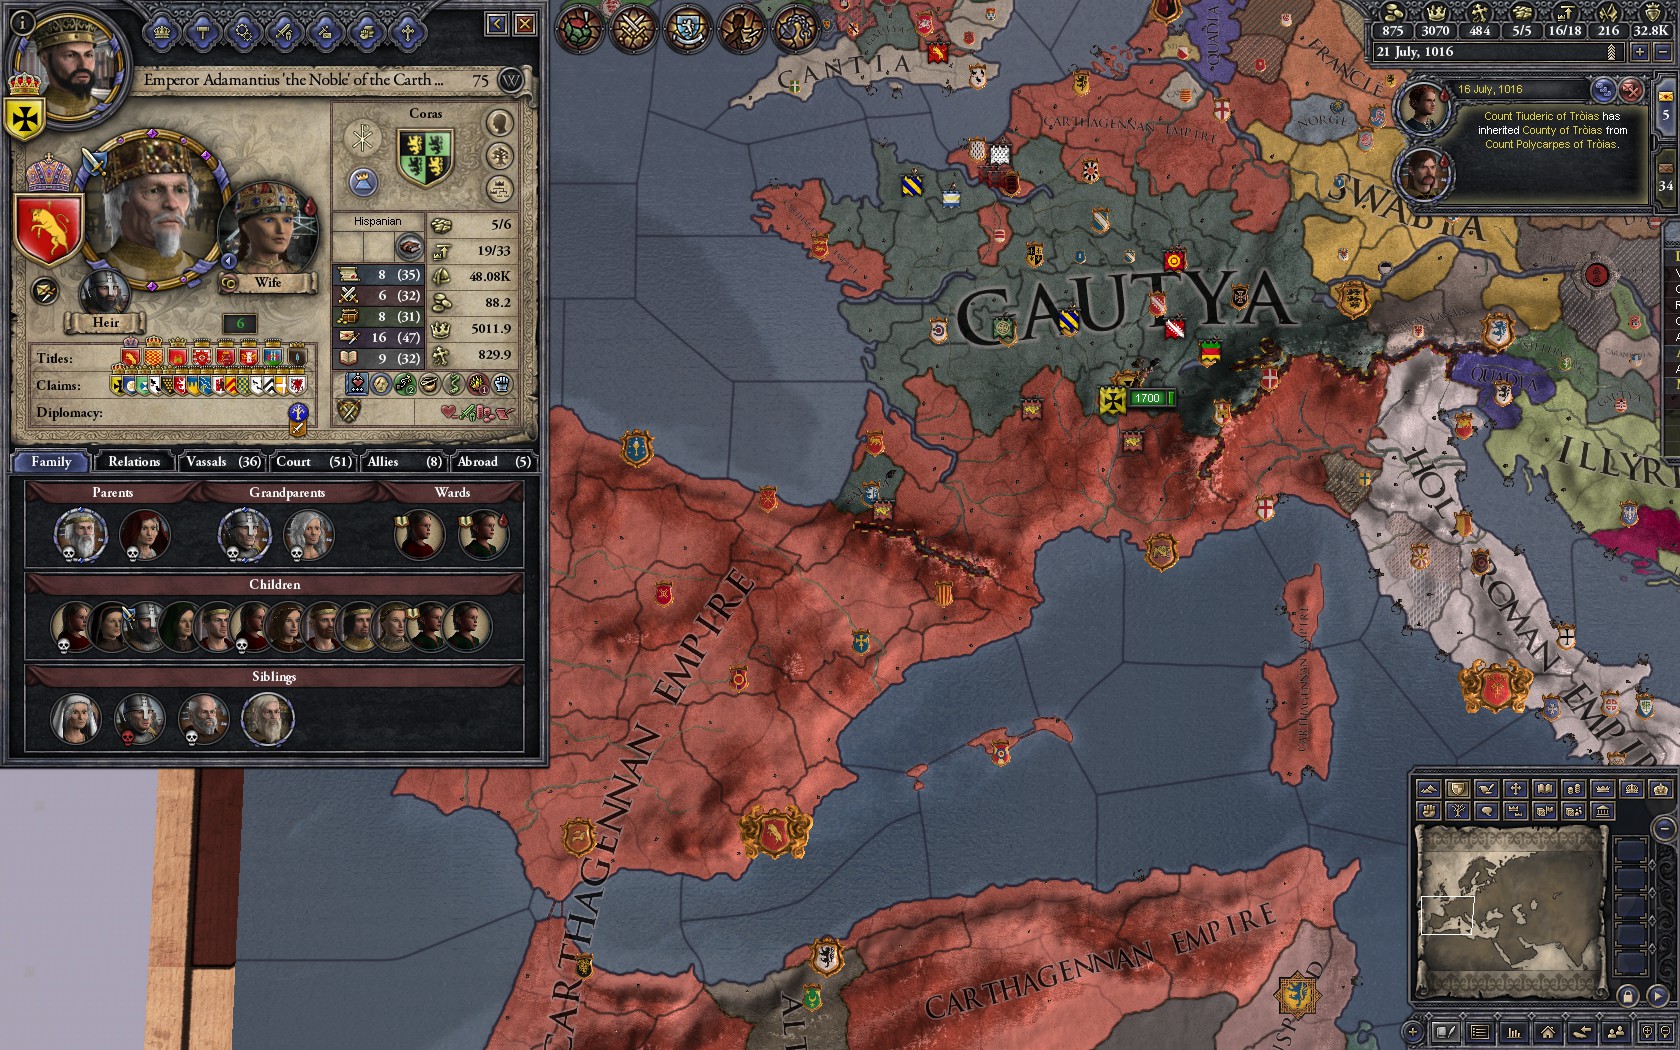 Emperor Adamantius 'the Noble' of the Carth ... 75
Coras
Hispanian
Wife
Heir
6
5/6
19/33
48.08K
88.2
5011.9
829.9
8 (35)
6 (32)
8 (31)
16 (47)
9 (32)
Titles:
Claims:
Diplomacy:
Family
Relations
Vassals (36)
Court (51)
Allies (8)
Abroad (5)
Parents
Grandparents
Wards
Children
Siblings
875 3070 484 5/5 16/18 216 32.8K
21 July, 1016
16 July, 1016
Count Tiuderic of Tròias has
inherited County of Tròias from
Count Polycarpes of Tròias.
5
34
CANTIA
QUADIA
FRANCLE
NORGE
CARTHAGENNAN EMPIRE
SWABIA
GAUTYA
1700
QUADIA
ILLYRI
HOLY ROMAN EMPIRE
CARTHAGENNAN EMPIRE
CARTHAGENNAN EMPIRE
CARTHAGENNAN EMPIRE